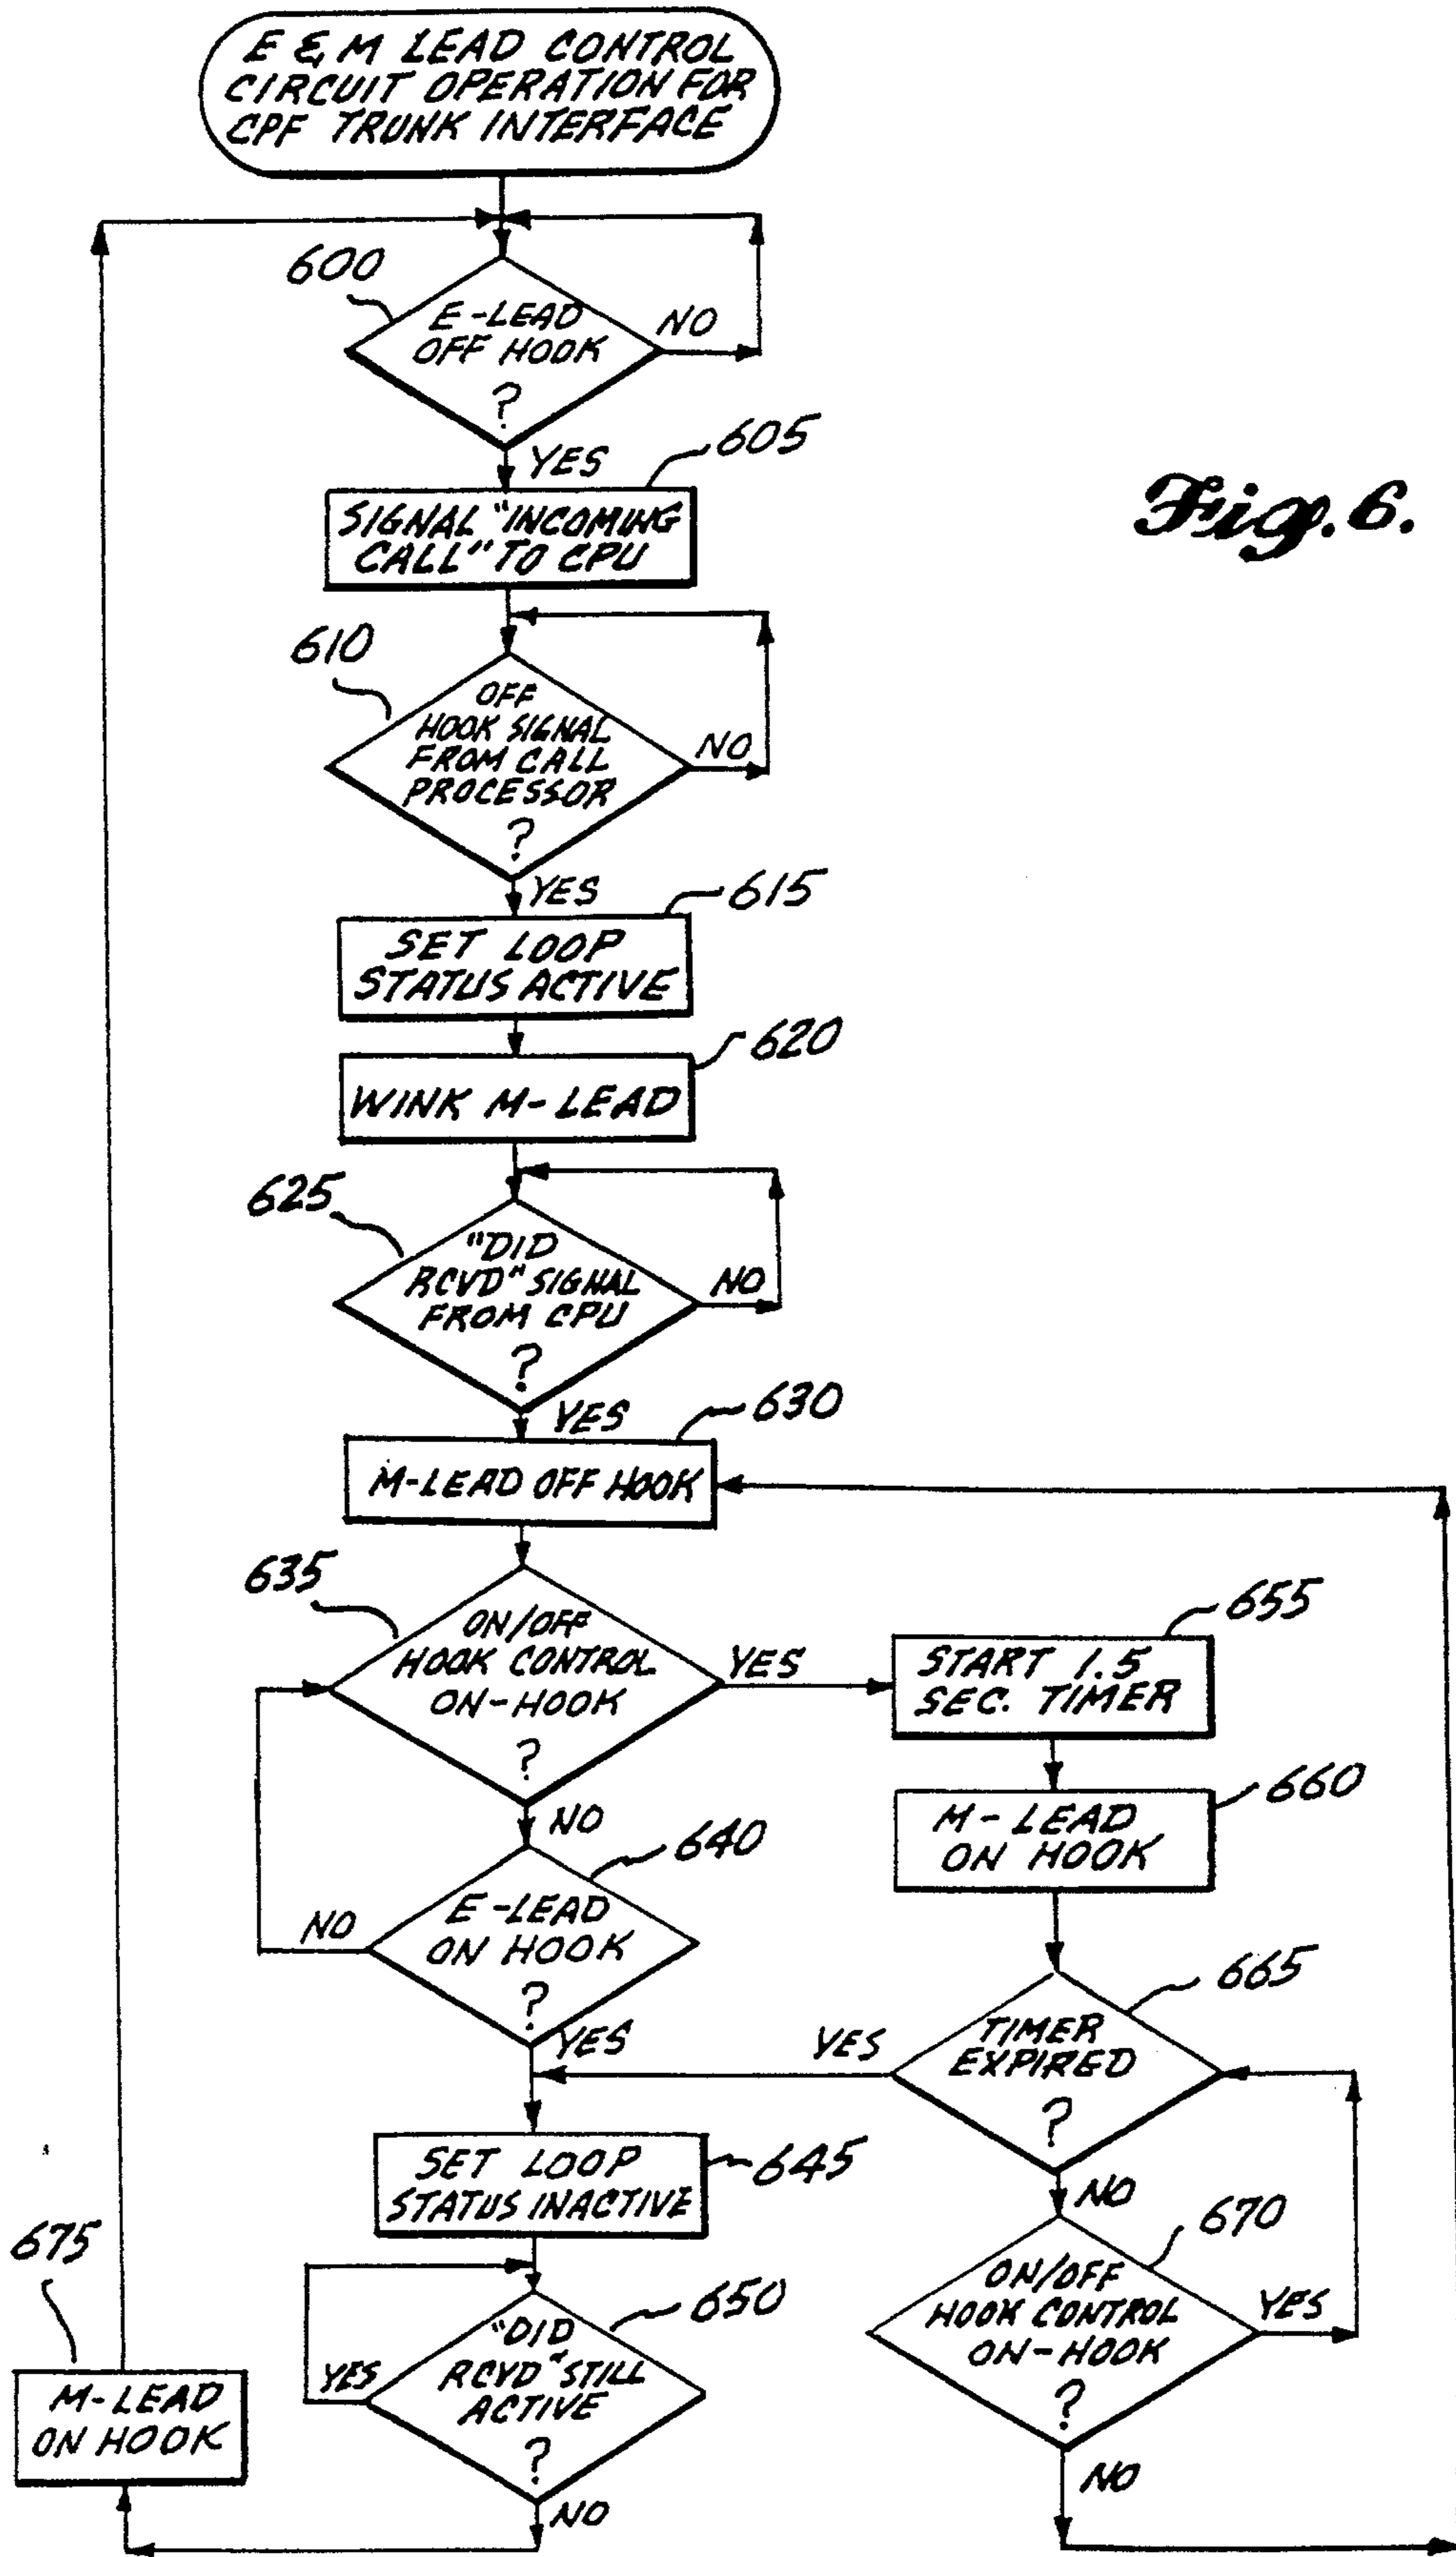 E & M LEAD CONTROL
CIRCUIT OPERATION FOR
CPF TRUNK INTERFACE
600
E-LEAD
OFF HOOK
?
NO
YES
605
SIGNAL "INCOMING
CALL" TO CPU
Fig. 6.
610
OFF
HOOK SIGNAL
FROM CALL
PROCESSOR
?
NO
YES
615
SET LOOP
STATUS ACTIVE
620
WINK M-LEAD
625
"DID
RCVD" SIGNAL
FROM CPU
?
NO
YES
630
M-LEAD OFF HOOK
635
ON/OFF
HOOK CONTROL
ON-HOOK
?
YES
NO
655
START 1.5
SEC. TIMER
660
M-LEAD
ON HOOK
640
E-LEAD
ON HOOK
?
NO
YES
665
TIMER
EXPIRED
?
YES
NO
645
SET LOOP
STATUS INACTIVE
670
ON/OFF
HOOK CONTROL
ON-HOOK
?
YES
NO
650
"DID
RCVD" STILL
ACTIVE
?
YES
NO
675
M-LEAD
ON HOOK